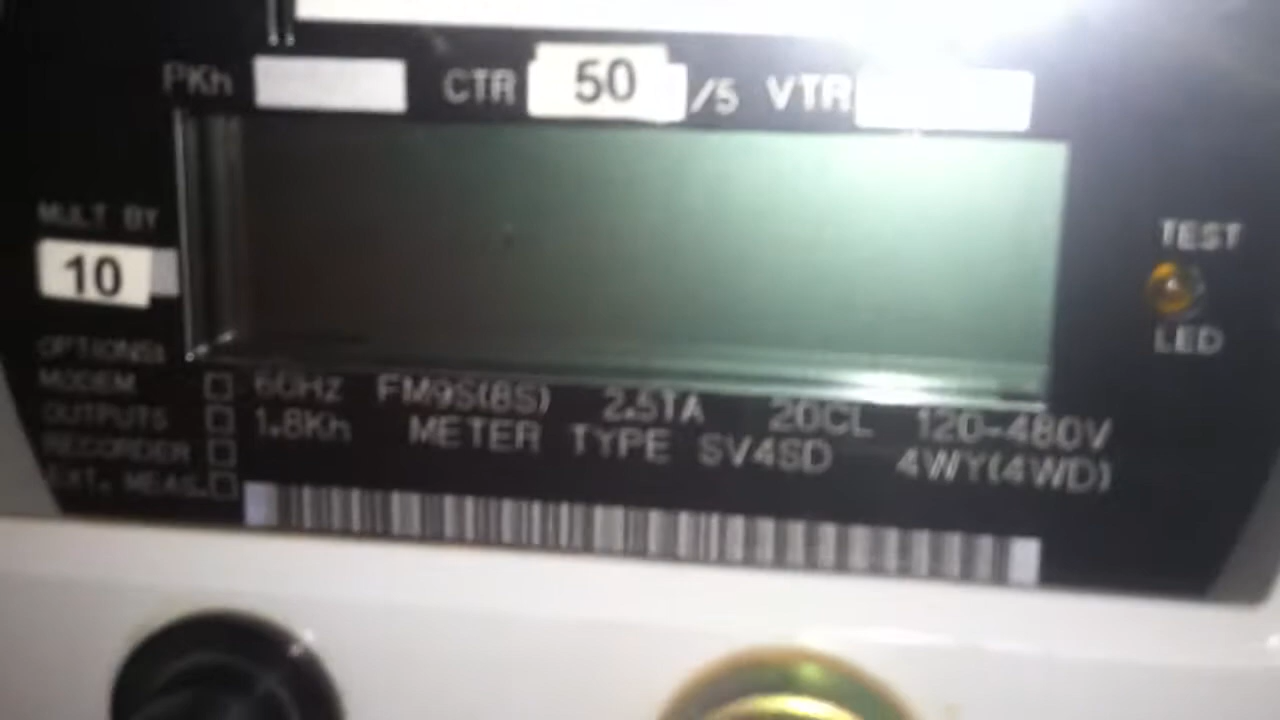 PKh CTR 50 /5 VTR
MULT BY
10
TEST
LED
OPTIONS:
MODEM
OUTPUTS
RECORDER
EXT. MEAS.
60HZ FM9S(8S) 2.5TA 20CL 120-480V
1.8Kh METER TYPE SV4SD 4WY(4WD)